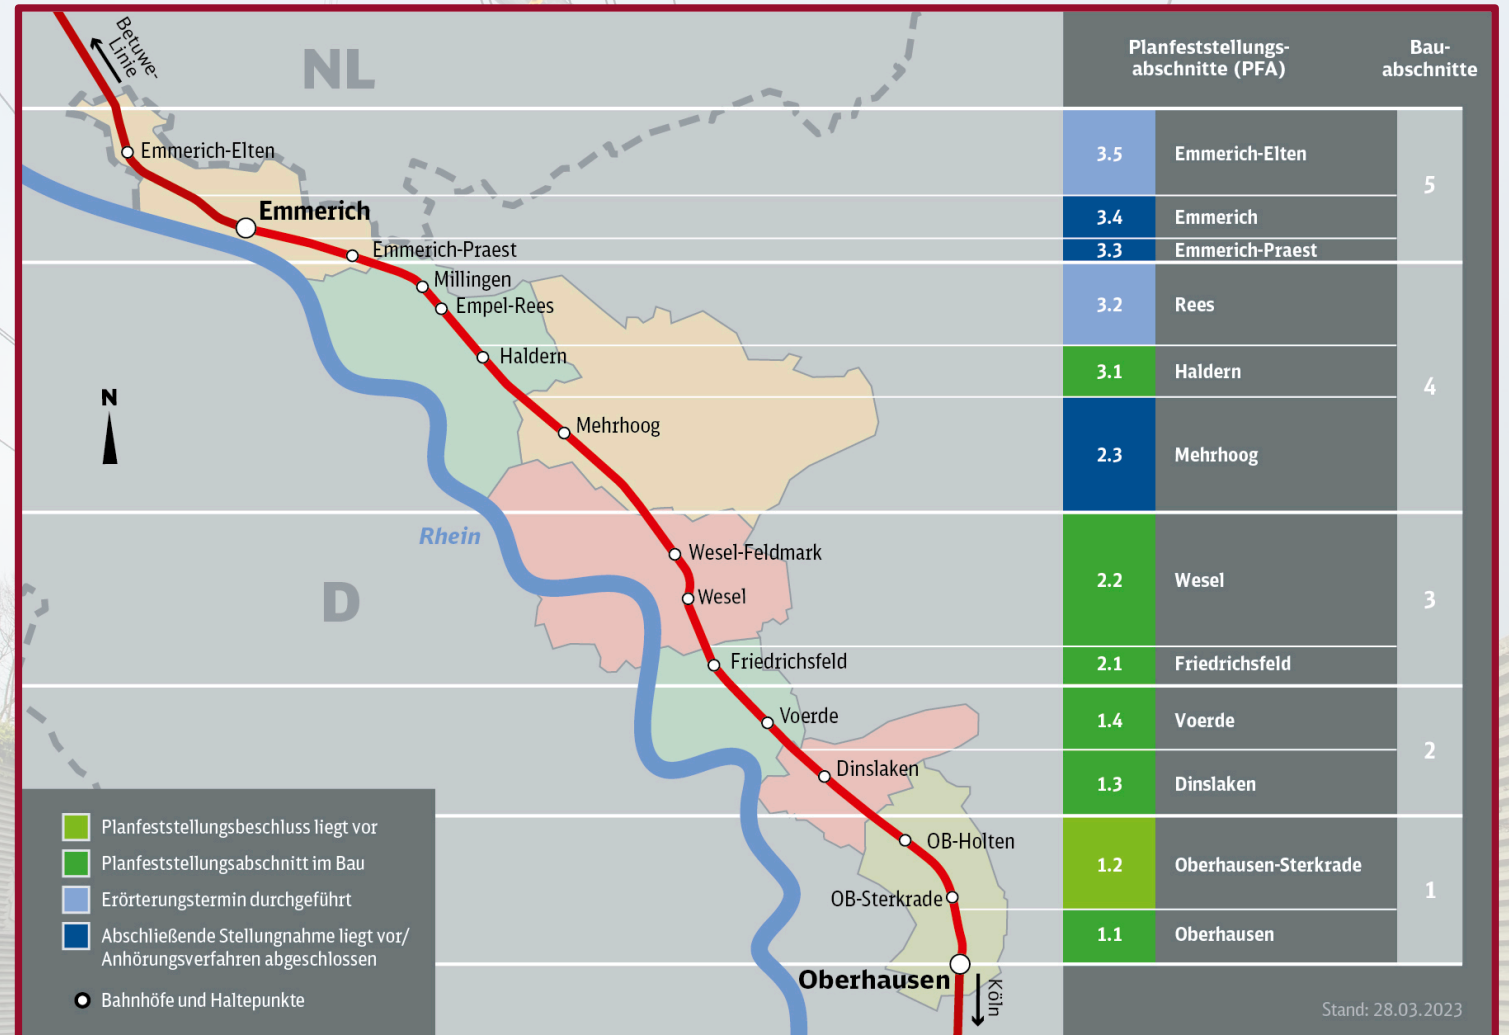 Betuwe-
Linie
NL
Emmerich-Elten
Emmerich
Emmerich-Praest
Millingen
Empel-Rees
Haldern
Mehrhoog
N
Rhein
Wesel-Feldmark
Wesel
D
Friedrichsfeld
Voerde
Dinslaken
OB-Holten
OB-Sterkrade
Oberhausen
Köln
Planfeststellungs-
abschnitte (PFA)
Bau-
abschnitte
3.5 Emmerich-Elten
3.4 Emmerich
3.3 Emmerich-Praest
5
3.2 Rees
3.1 Haldern
2.3 Mehrhoog
4
2.2 Wesel
2.1 Friedrichsfeld
3
1.4 Voerde
1.3 Dinslaken
2
1.2 Oberhausen-Sterkrade
1.1 Oberhausen
1
Planfeststellungsbeschluss liegt vor
Planfeststellungsabschnitt im Bau
Erörterungstermin durchgeführt
Abschließende Stellungnahme liegt vor/
Anhörungsverfahren abgeschlossen
Bahnhöfe und Haltepunkte
Stand: 28.03.2023